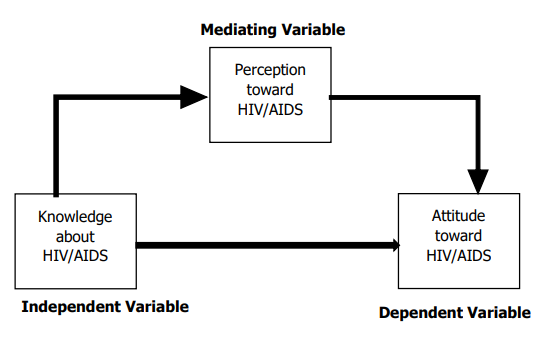 Mediating Variable
Perception
toward
HIV/AIDS
Knowledge
about
HIV/AIDS
Attitude
toward
HIV/AIDS
Independent Variable
Dependent Variable